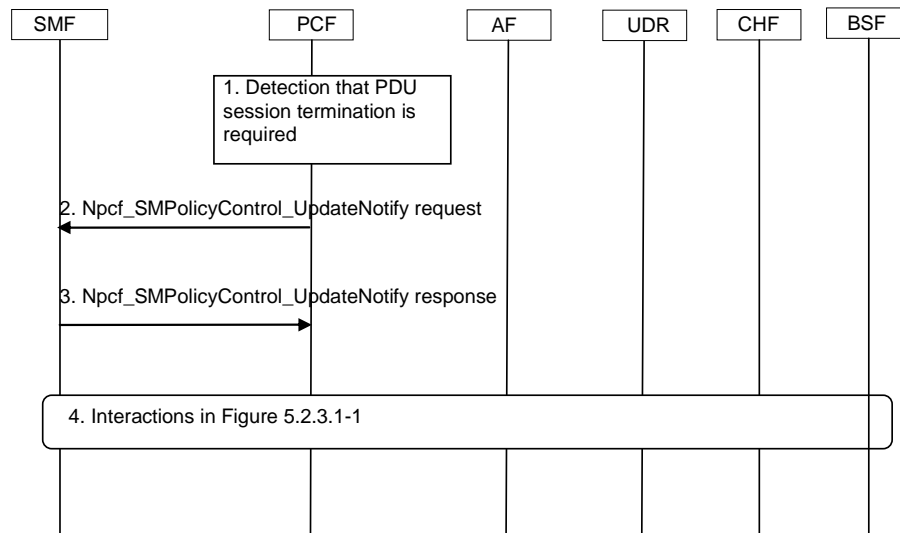 SMF
PCF
AF
UDR
CHF
BSF
1. Detection that PDU
session termination is
required
2. Npcf_SMPolicyControl_UpdateNotify request
3. Npcf_SMPolicyControl_UpdateNotify response
4. Interactions in Figure 5.2.3.1-1